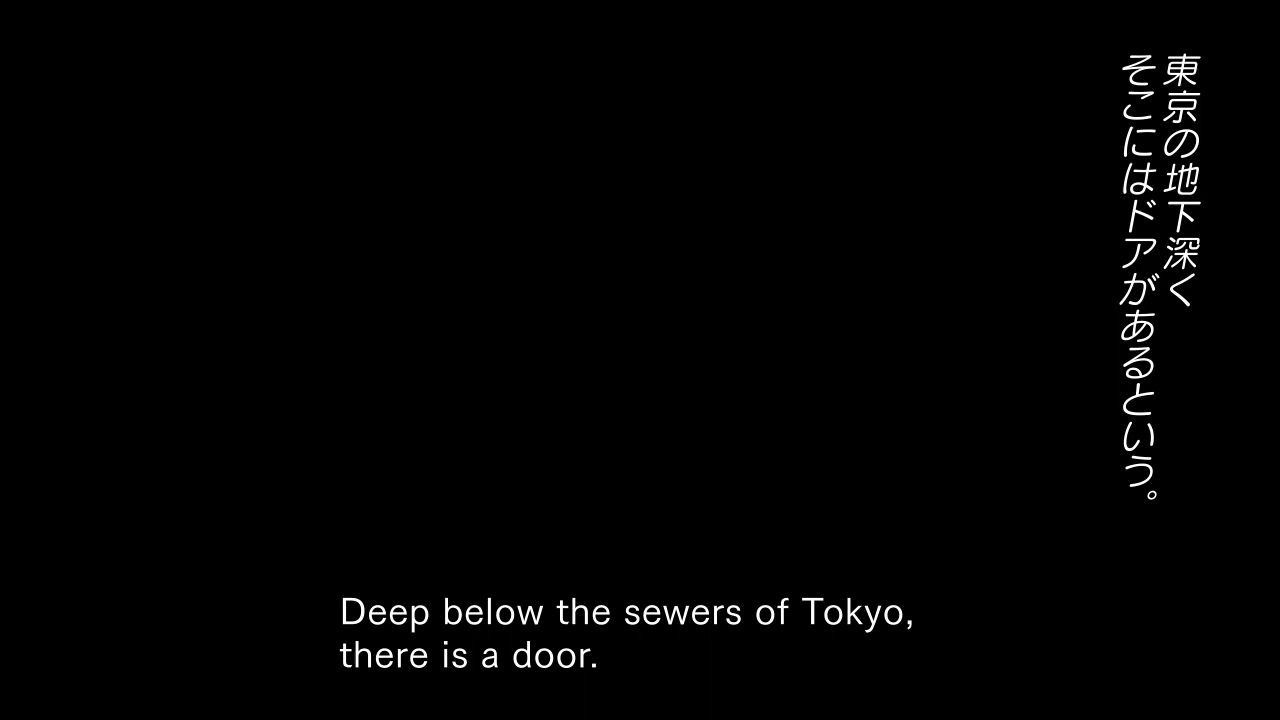 東京の地下深く
そこにはドアがあるという。
Deep below the sewers of Tokyo,
there is a door.